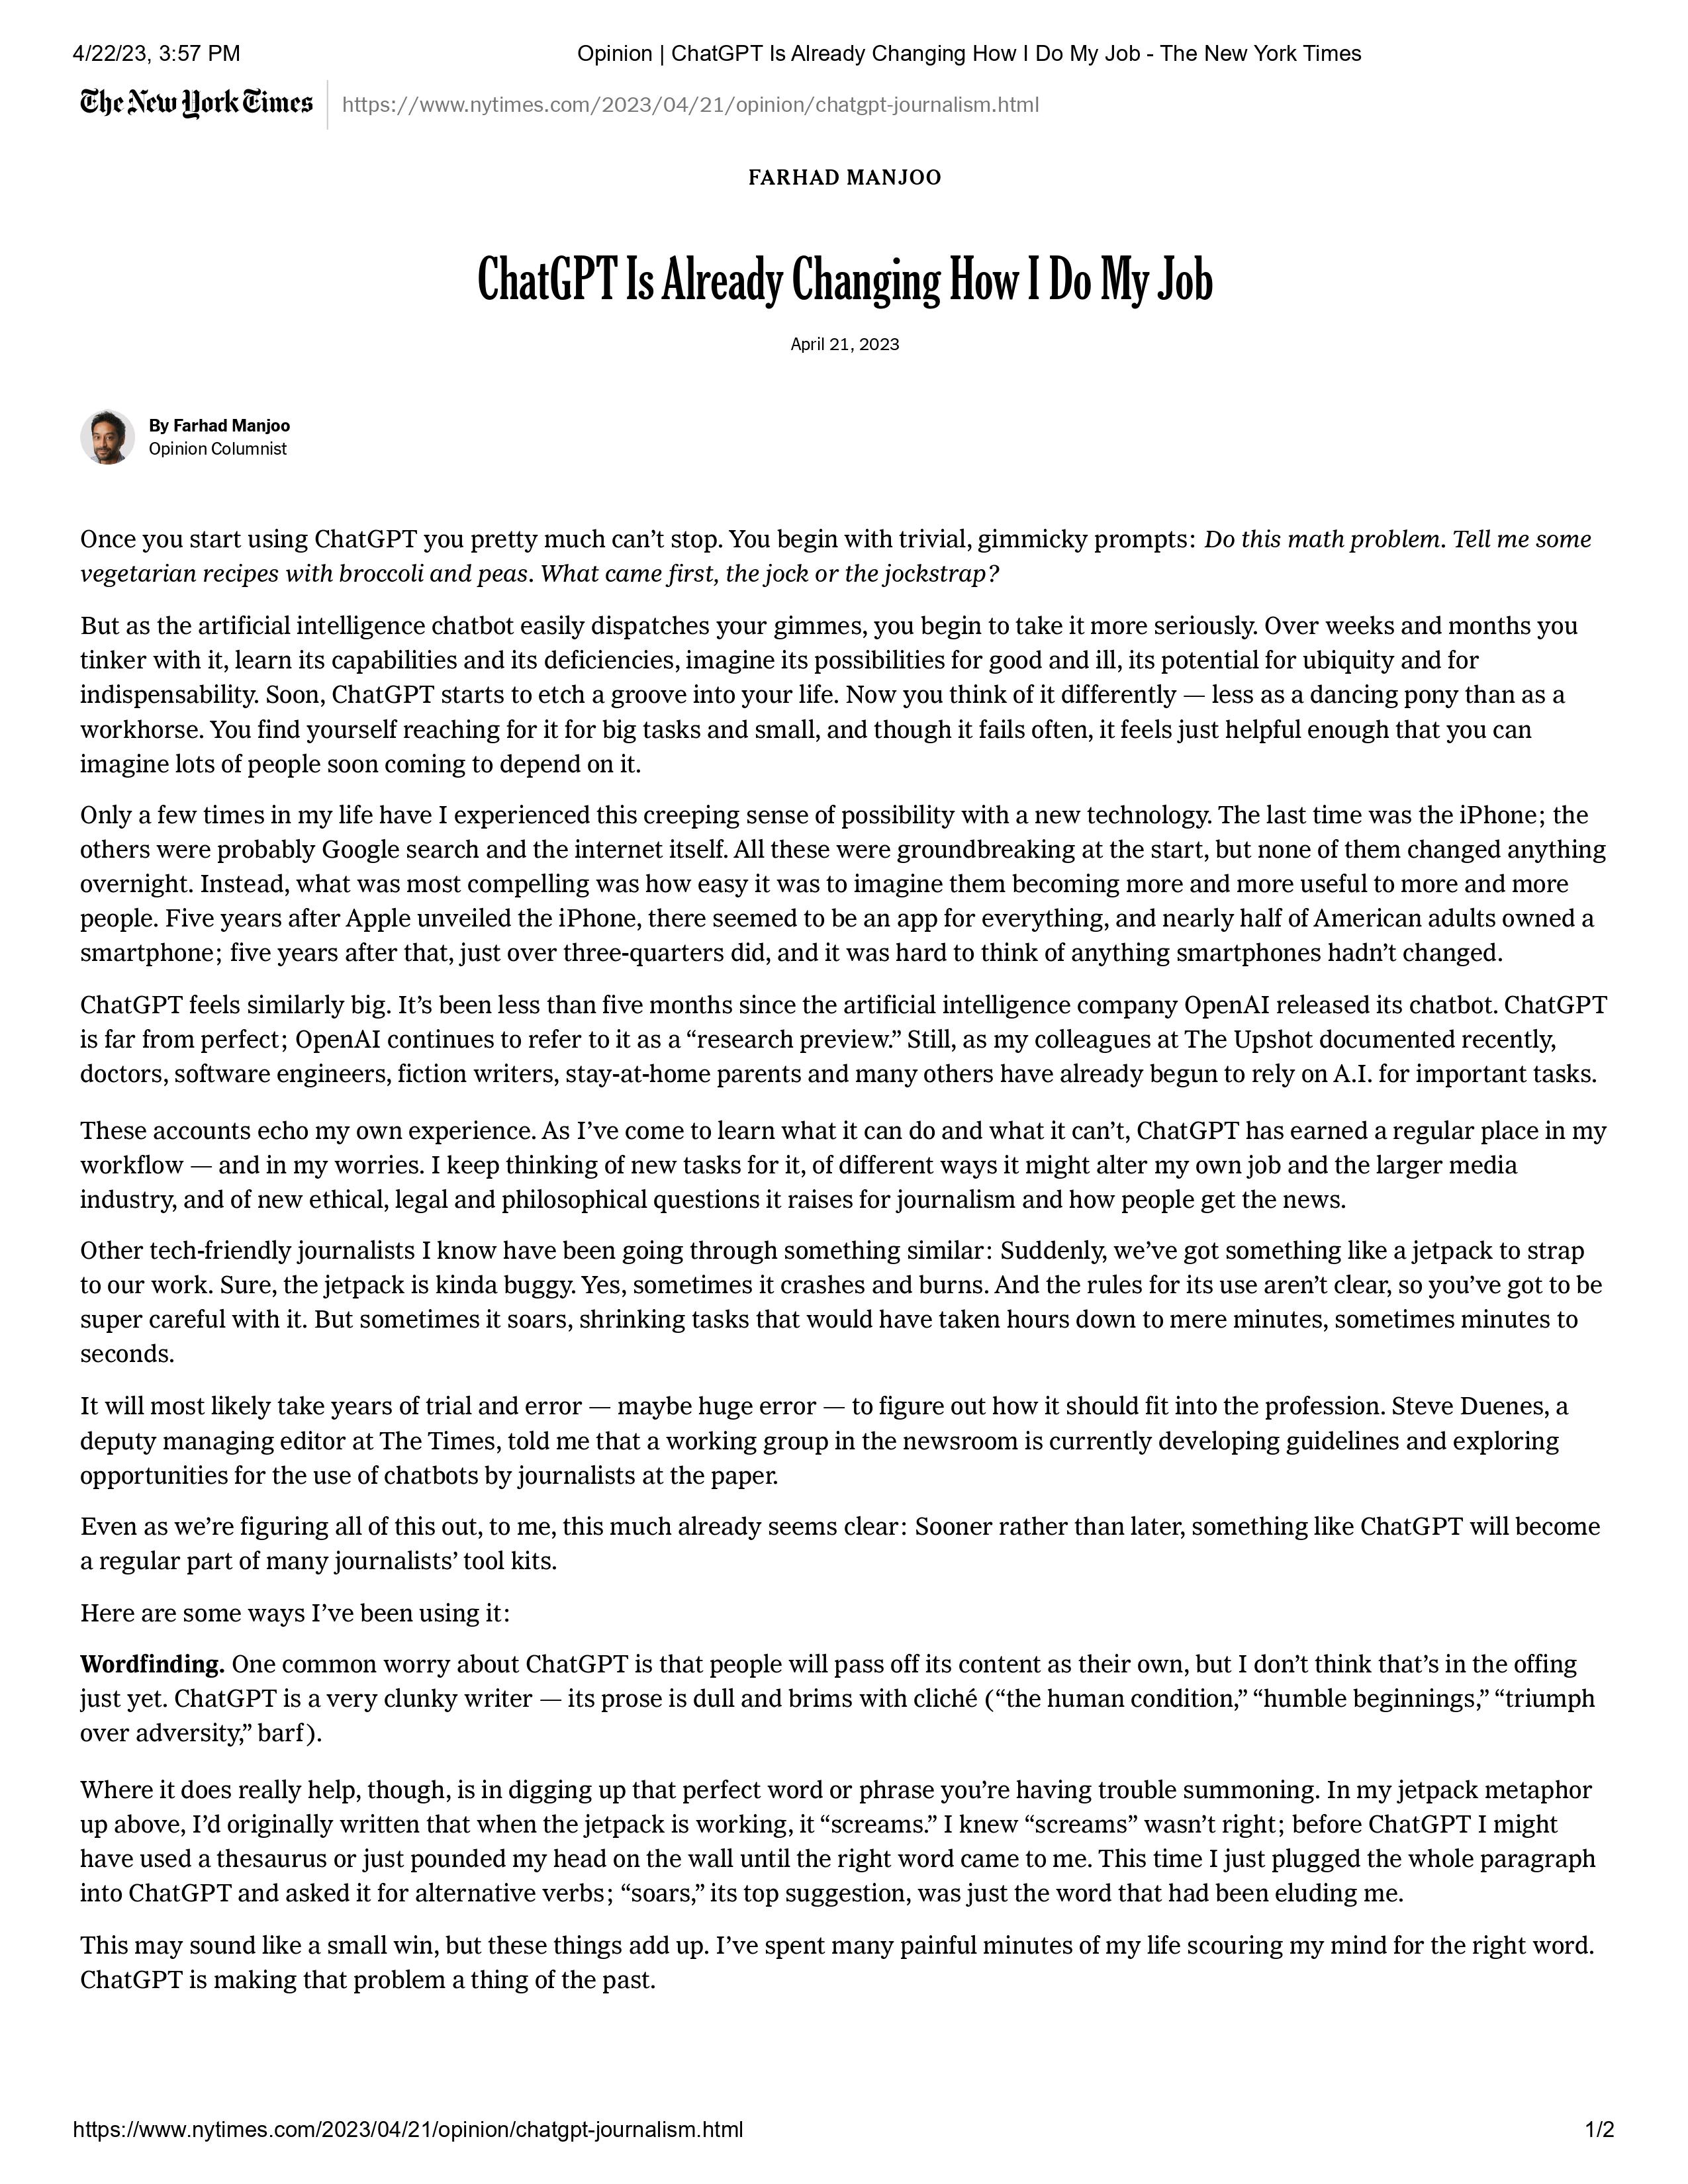 4/22/23, 3:57 PM
Opinion | ChatGPT Is Already Changing How I Do My Job - The New York Times
The New York Times
https://www.nytimes.com/2023/04/21/opinion/chatgpt-journalism.html
FARHAD MANJOO
ChatGPT Is Already Changing How I Do My Job
April 21, 2023
By Farhad Manjoo
Opinion Columnist
Once you start using ChatGPT you pretty much can’t stop. You begin with trivial, gimmicky prompts: Do this math problem. Tell me some
vegetarian recipes with broccoli and peas. What came first, the jock or the jockstrap?
But as the artificial intelligence chatbot easily dispatches your gimmes, you begin to take it more seriously. Over weeks and months you
tinker with it, learn its capabilities and its deficiencies, imagine its possibilities for good and ill, its potential for ubiquity and for
indispensability. Soon, ChatGPT starts to etch a groove into your life. Now you think of it differently — less as a dancing pony than as a
workhorse. You find yourself reaching for it for big tasks and small, and though it fails often, it feels just helpful enough that you can
imagine lots of people soon coming to depend on it.
Only a few times in my life have I experienced this creeping sense of possibility with a new technology. The last time was the iPhone; the
others were probably Google search and the internet itself. All these were groundbreaking at the start, but none of them changed anything
overnight. Instead, what was most compelling was how easy it was to imagine them becoming more and more useful to more and more
people. Five years after Apple unveiled the iPhone, there seemed to be an app for everything, and nearly half of American adults owned a
smartphone; five years after that, just over three-quarters did, and it was hard to think of anything smartphones hadn’t changed.
ChatGPT feels similarly big. It’s been less than five months since the artificial intelligence company OpenAI released its chatbot. ChatGPT
is far from perfect; OpenAI continues to refer to it as a “research preview.” Still, as my colleagues at The Upshot documented recently,
doctors, software engineers, fiction writers, stay-at-home parents and many others have already begun to rely on A.I. for important tasks.
These accounts echo my own experience. As I’ve come to learn what it can do and what it can’t, ChatGPT has earned a regular place in my
workflow — and in my worries. I keep thinking of new tasks for it, of different ways it might alter my own job and the larger media
industry, and of new ethical, legal and philosophical questions it raises for journalism and how people get the news.
Other tech-friendly journalists I know have been going through something similar: Suddenly, we’ve got something like a jetpack to strap
to our work. Sure, the jetpack is kinda buggy. Yes, sometimes it crashes and burns. And the rules for its use aren’t clear, so you’ve got to be
super careful with it. But sometimes it soars, shrinking tasks that would have taken hours down to mere minutes, sometimes minutes to
seconds.
It will most likely take years of trial and error — maybe huge error — to figure out how it should fit into the profession. Steve Duenes, a
deputy managing editor at The Times, told me that a working group in the newsroom is currently developing guidelines and exploring
opportunities for the use of chatbots by journalists at the paper.
Even as we’re figuring all of this out, to me, this much already seems clear: Sooner rather than later, something like ChatGPT will become
a regular part of many journalists’ tool kits.
Here are some ways I’ve been using it:
Wordfinding. One common worry about ChatGPT is that people will pass off its content as their own, but I don’t think that’s in the offing
just yet. ChatGPT is a very clunky writer — its prose is dull and brims with cliché (“the human condition,” “humble beginnings,” “triumph
over adversity,” barf).
Where it does really help, though, is in digging up that perfect word or phrase you’re having trouble summoning. In my jetpack metaphor
up above, I’d originally written that when the jetpack is working, it “screams.” I knew “screams” wasn’t right; before ChatGPT I might
have used a thesaurus or just pounded my head on the wall until the right word came to me. This time I just plugged the whole paragraph
into ChatGPT and asked it for alternative verbs; “soars,” its top suggestion, was just the word that had been eluding me.
This may sound like a small win, but these things add up. I’ve spent many painful minutes of my life scouring my mind for the right word.
ChatGPT is making that problem a thing of the past.
https://www.nytimes.com/2023/04/21/opinion/chatgpt-journalism.html
1/2